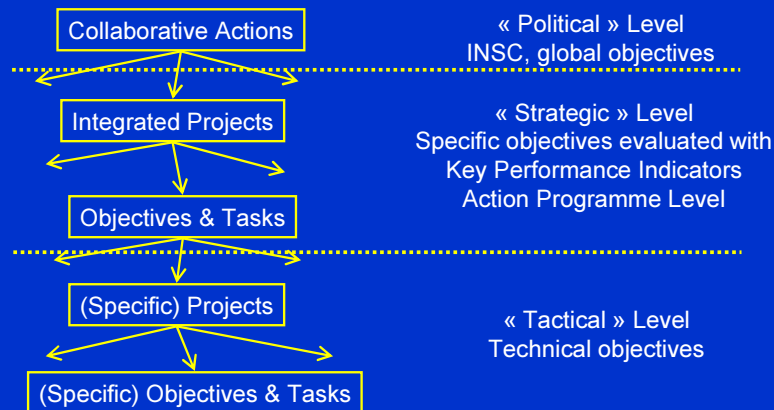 Collaborative Actions
« Political » Level
INSC, global objectives
Integrated Projects
« Strategic » Level
Specific objectives evaluated with
Key Performance Indicators
Action Programme Level
Objectives & Tasks
(Specific) Projects
« Tactical » Level
Technical objectives
(Specific) Objectives & Tasks